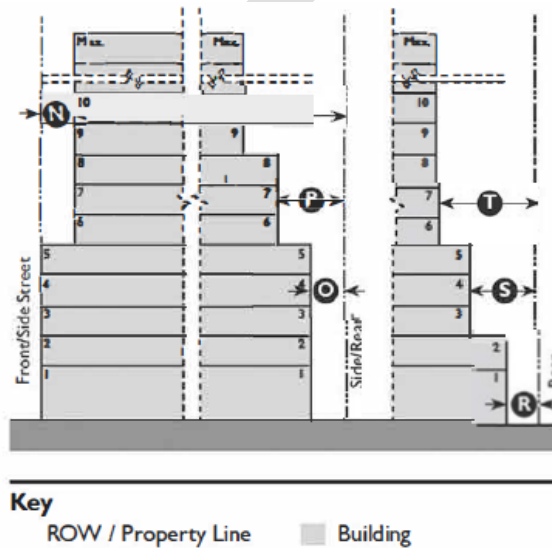 Max. Max. Max.
10 10
N
9 9 9
8 8 8
1
7 7 7
P T
6 6 6
5 5 5
4 4 4
O S
3 3 3
2 2 2
1 1 1
R
Front/Side Street
Side/Rear
Key
ROW / Property Line Building